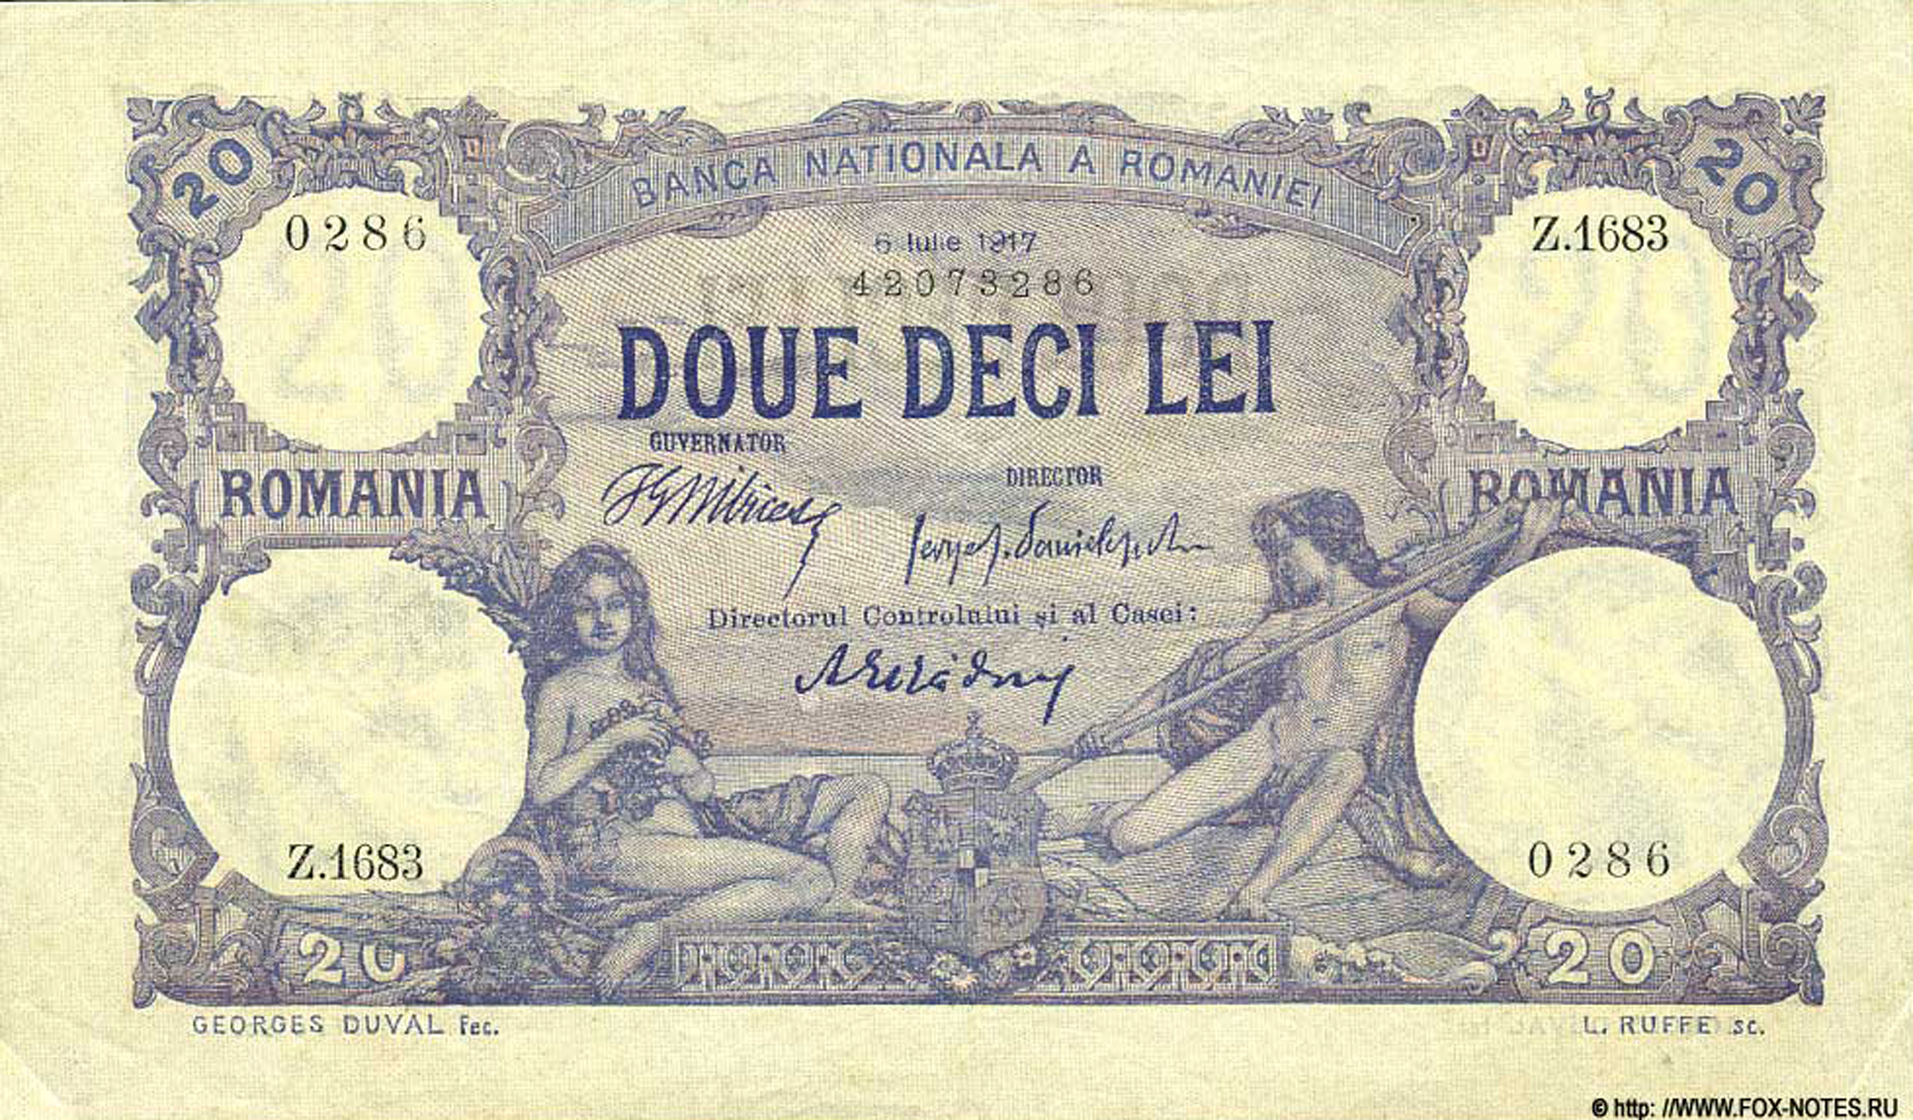 20
20
BANCA NATIONALA A ROMANIEI
0286
Z.1683
6 Iulie 1917
42073286
DOUE DECI LEI
GUVERNATOR
DIRECTOR
ROMANIA
ROMANIA
Directorul Controlului și al Casei:
Z.1683
0286
20
20
GEORGES DUVAL fec.
L. RUFFE sc.
© http: //WWW.FOX-NOTES.RU